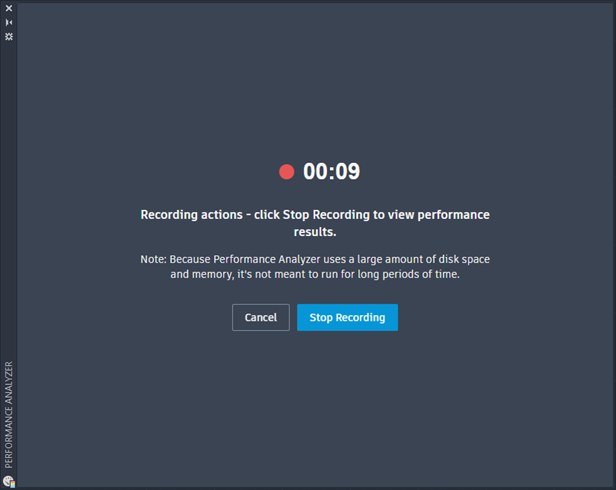 00:09
Recording actions - click Stop Recording to view performance
results.
Note: Because Performance Analyzer uses a large amount of disk space
and memory, it's not meant to run for long periods of time.
Cancel
Stop Recording
PERFORMANCE ANALYZER